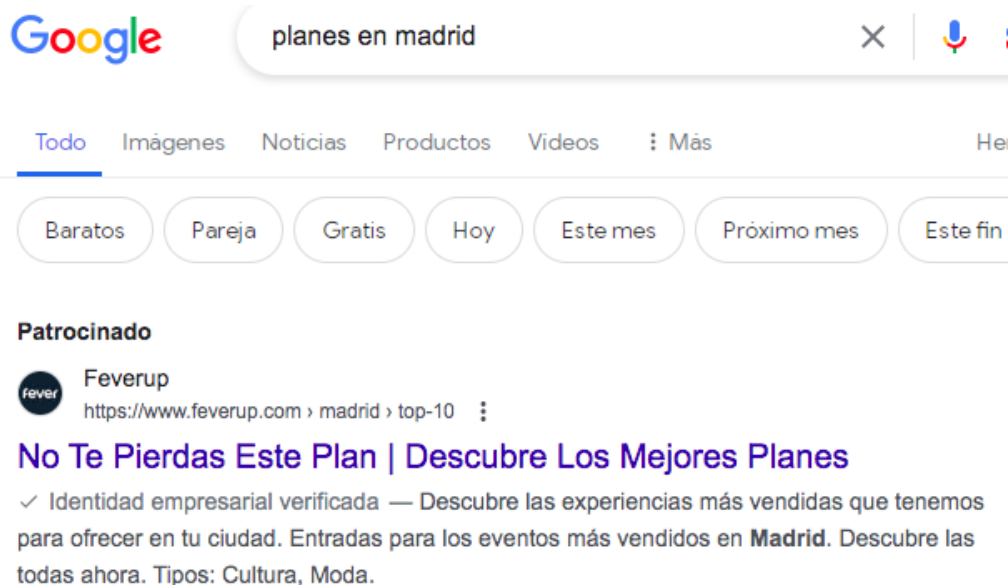 Google
planes en madrid
Todo Imágenes Noticias Productos Vídeos Más
Baratos Pareja Gratis Hoy Este mes Próximo mes Este fin
Patrocinado
fever
Feverup
https://www.feverup.com › madrid › top-10
No Te Pierdas Este Plan | Descubre Los Mejores Planes
✓ Identidad empresarial verificada — Descubre las experiencias más vendidas que tenemos
para ofrecer en tu ciudad. Entradas para los eventos más vendidos en Madrid. Descubre las
todas ahora. Tipos: Cultura, Moda.